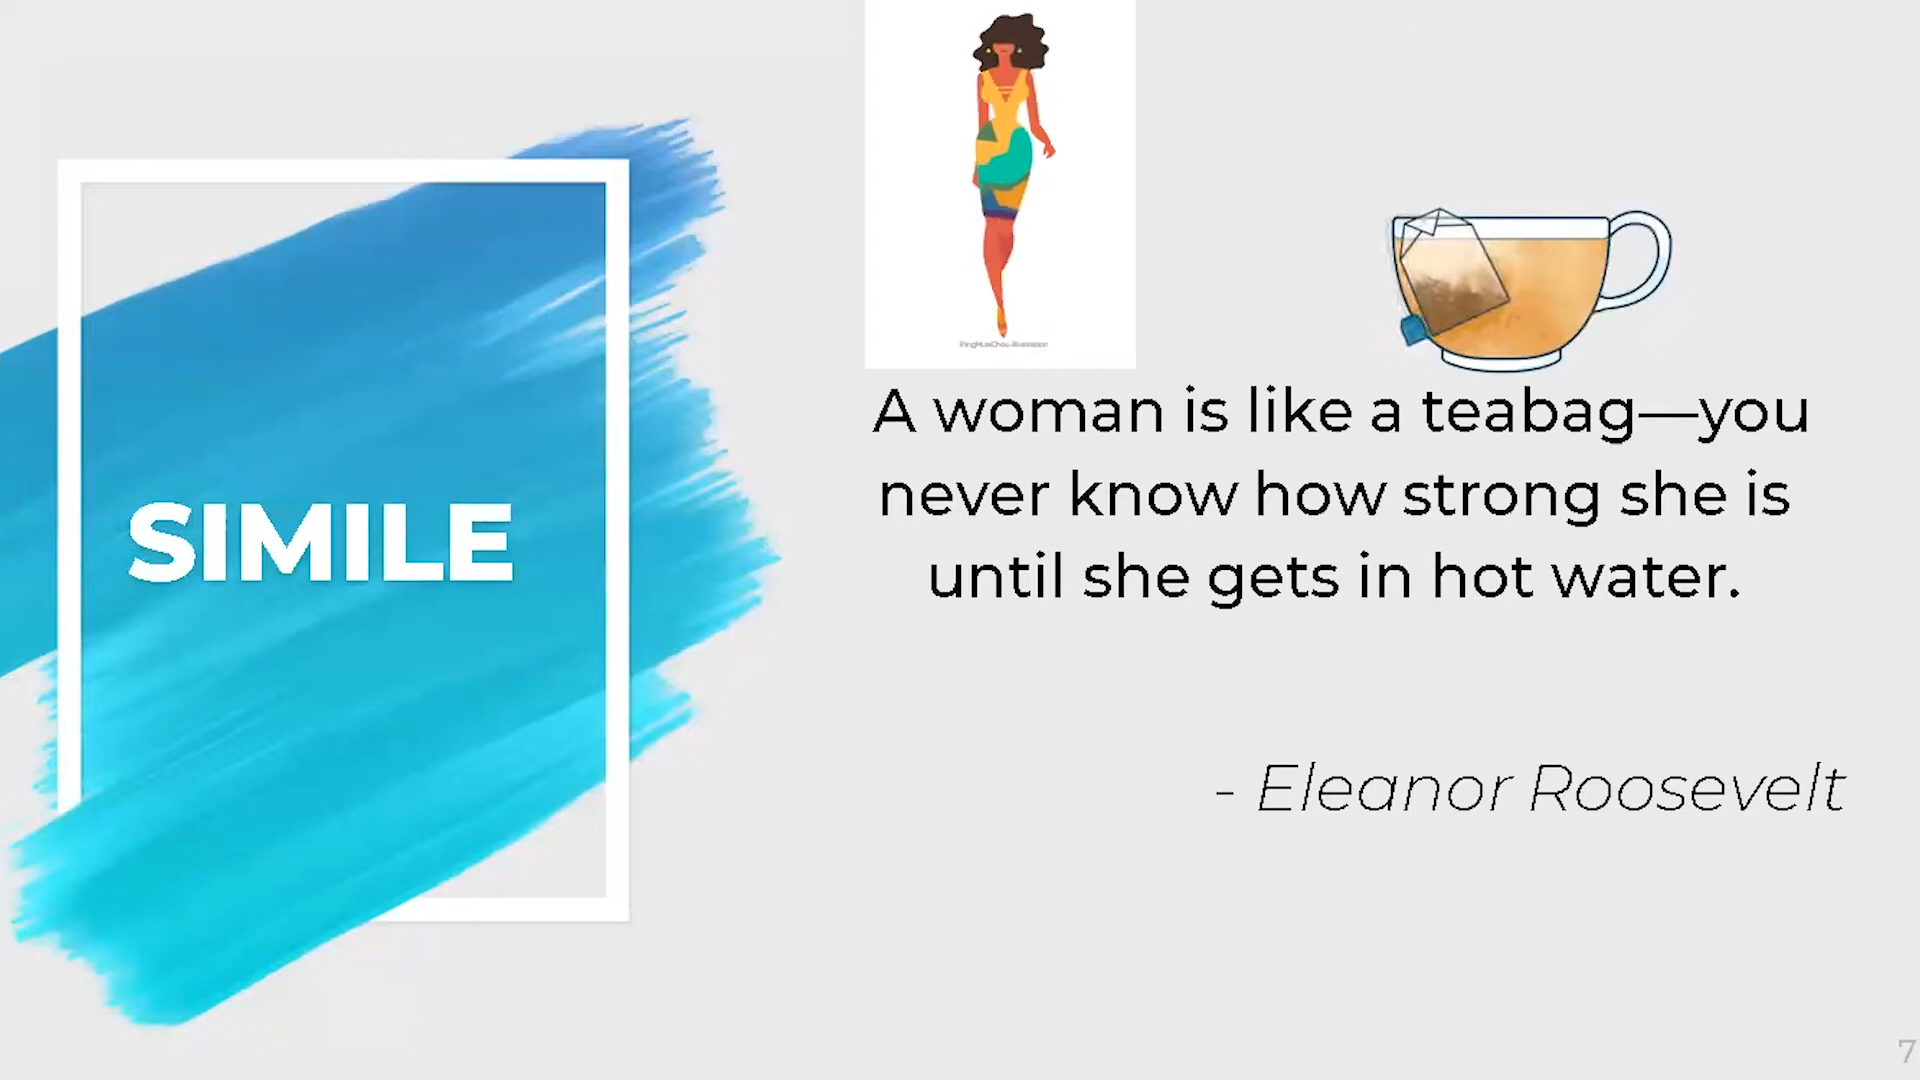 SIMILE
A woman is like a teabag—you
never know how strong she is
until she gets in hot water.
- Eleanor Roosevelt
7